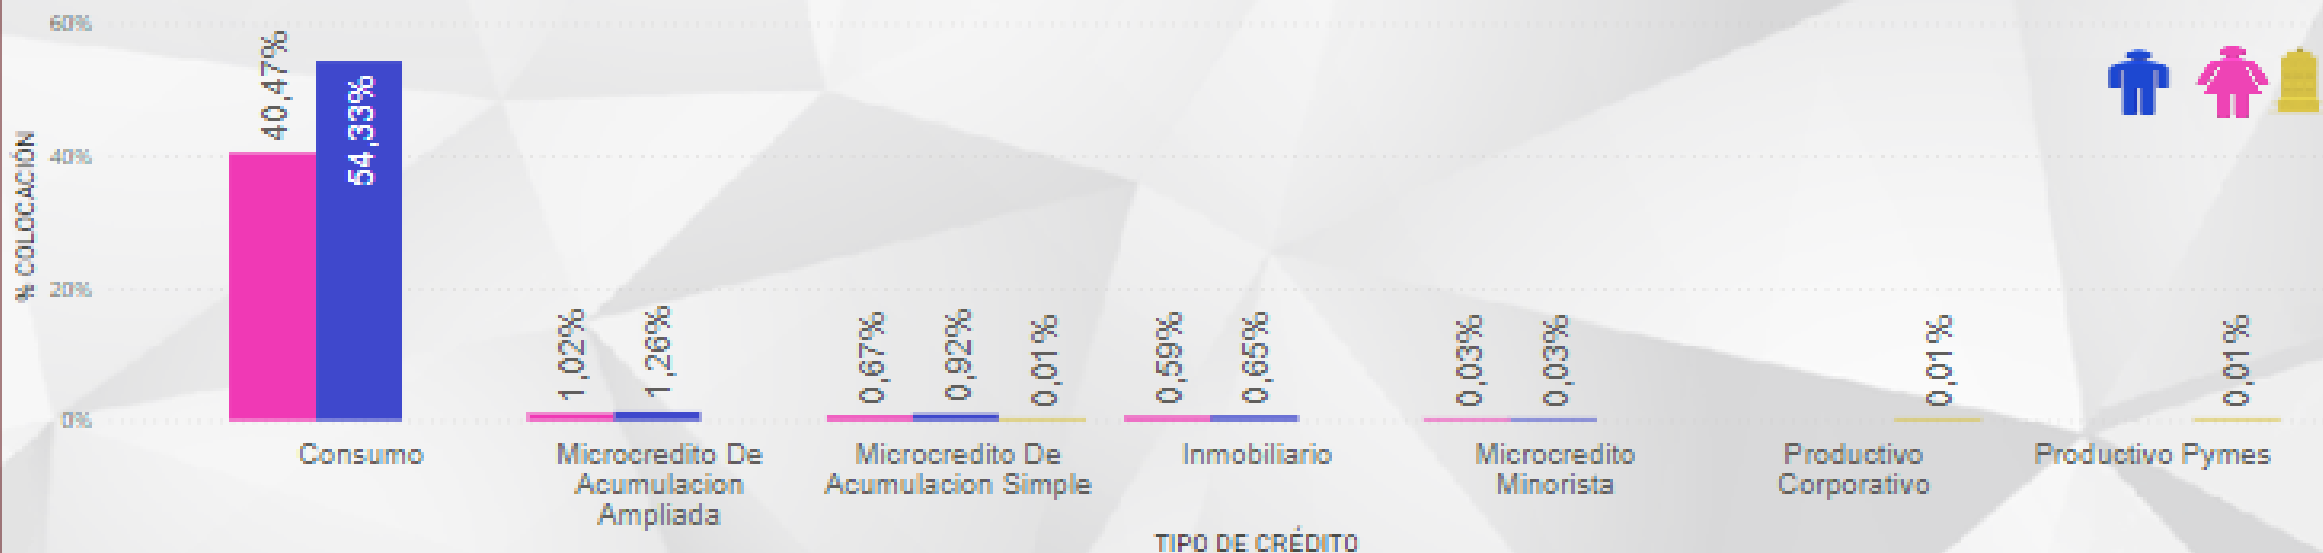 60%
40%
20%
0%
% COLOCACIÓN
40,47%
54,33%
1,02%
1,26%
0,67%
0,92%
0,01%
0,59%
0,65%
0,03%
0,03%
0,01%
0,01%
Consumo
Microcredito De
Acumulacion
Ampliada
Microcredito De
Acumulacion Simple
Inmobiliario
Microcredito
Minorista
Productivo
Corporativo
Productivo Pymes
TIPO DE CRÉDITO